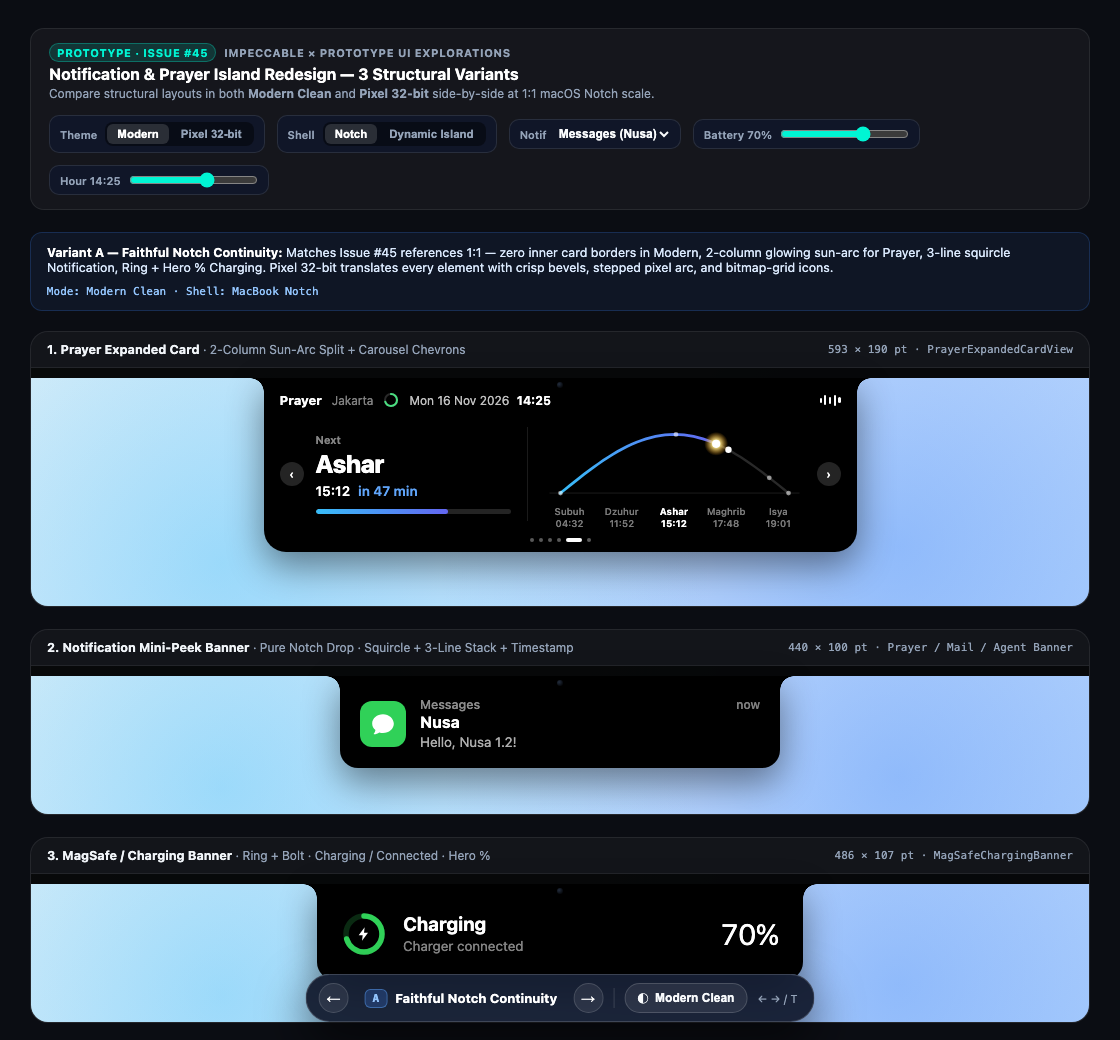 PROTOTYPE · ISSUE #45 IMPECCABLE × PROTOTYPE UI EXPLORATIONS
Notification & Prayer Island Redesign — 3 Structural Variants
Compare structural layouts in both Modern Clean and Pixel 32-bit side-by-side at 1:1 macOS Notch scale.
Theme Modern Pixel 32-bit Shell Notch Dynamic Island Notif Messages (Nusa) Battery 70%
Hour 14:25
Variant A — Faithful Notch Continuity: Matches Issue #45 references 1:1 — zero inner card borders in Modern, 2-column glowing sun-arc for Prayer, 3-line squircle
Notification, Ring + Hero % Charging. Pixel 32-bit translates every element with crisp bevels, stepped pixel arc, and bitmap-grid icons.
Mode: Modern Clean · Shell: MacBook Notch
1. Prayer Expanded Card · 2-Column Sun-Arc Split + Carousel Chevrons 593 × 190 pt · PrayerExpandedCardView
Prayer Jakarta Mon 16 Nov 2026 14:25
Next
Ashar
15:12 in 47 min
‹ ›
Subuh Dzuhur Ashar Maghrib Isya
04:32 11:52 15:12 17:48 19:01
2. Notification Mini-Peek Banner · Pure Notch Drop · Squircle + 3-Line Stack + Timestamp 440 × 100 pt · Prayer / Mail / Agent Banner
Messages now
Nusa
Hello, Nusa 1.2!
3. MagSafe / Charging Banner · Ring + Bolt · Charging / Connected · Hero % 486 × 107 pt · MagSafeChargingBanner
Charging
Charger connected
70%
← A Faithful Notch Continuity → ◐ Modern Clean ← → / T